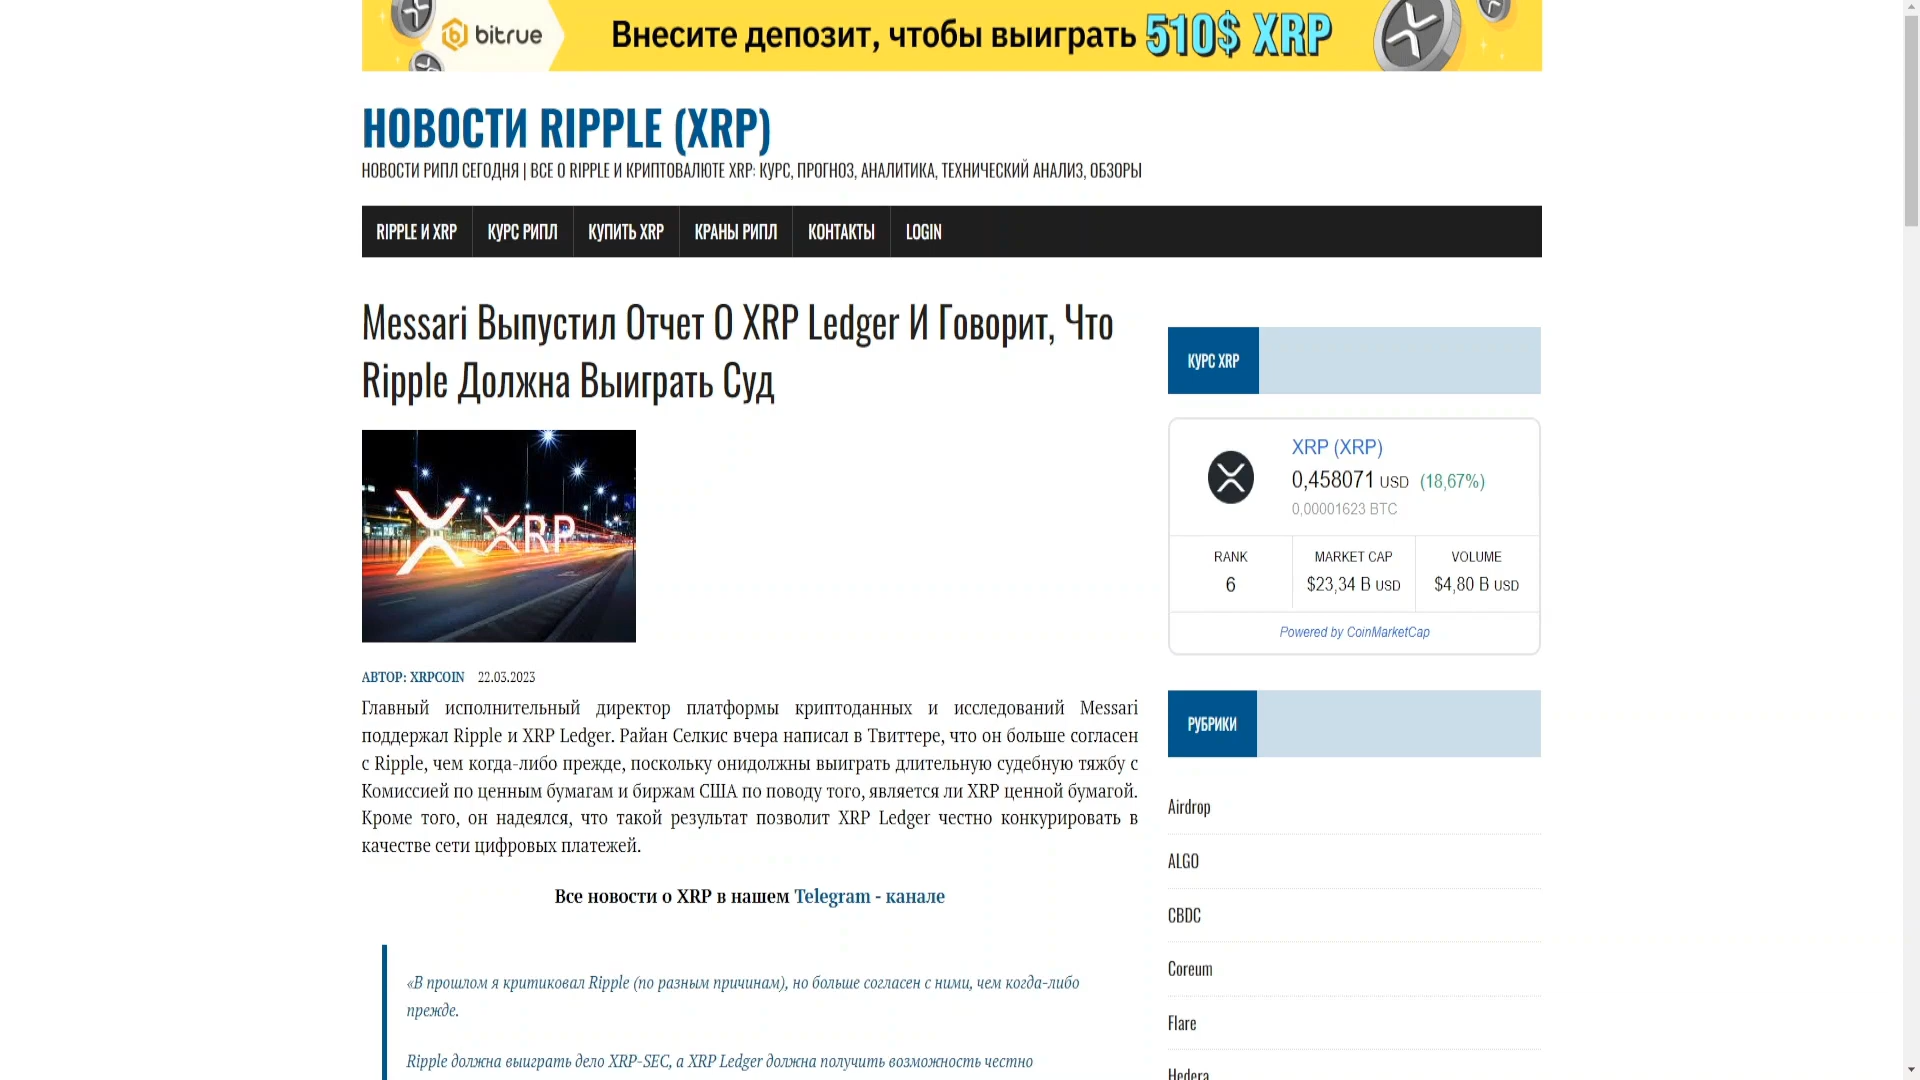 bitrue
Внесите депозит, чтобы выиграть 510$ XRP
НОВОСТИ RIPPLE (XRP)
НОВОСТИ РИПЛ СЕГОДНЯ | ВСЕ О RIPPLE И КРИПТОВАЛЮТЕ XRP: КУРС, ПРОГНОЗ, АНАЛИТИКА, ТЕХНИЧЕСКИЙ АНАЛИЗ, ОБЗОРЫ
RIPPLE И XRP
КУРС РИПЛ
КУПИТЬ XRP
КРАНЫ РИПЛ
КОНТАКТЫ
LOGIN
Messari Выпустил Отчет О XRP Ledger И Говорит, Что
Ripple Должна Выиграть Суд
XRP
АВТОР: XRPCOIN 22.03.2023
Главный исполнительный директор платформы криптоданных и исследований Messari
поддержал Ripple и XRP Ledger. Райан Селкис вчера написал в Твиттере, что он больше согласен
с Ripple, чем когда-либо прежде, поскольку онидолжны выиграть длительную судебную тяжбу с
Комиссией по ценным бумагам и биржам США по поводу того, является ли XRP ценной бумагой.
Кроме того, он надеялся, что такой результат позволит XRP Ledger честно конкурировать в
качестве сети цифровых платежей.
Все новости о XRP в нашем Telegram - канале
«В прошлом я критиковал Ripple (по разным причинам), но больше согласен с ними, чем когда-либо
прежде.
Ripple должна выиграть дело XRP-SEC, а XRP Ledger должна получить возможность честно
КУРС XRP
XRP (XRP)
0,458071 USD (18,67%)
0,00001623 BTC
RANK
6
MARKET CAP
$23,34 B USD
VOLUME
$4,80 B USD
Powered by CoinMarketCap
РУБРИКИ
Airdrop
ALGO
CBDC
Coreum
Flare
Hedera